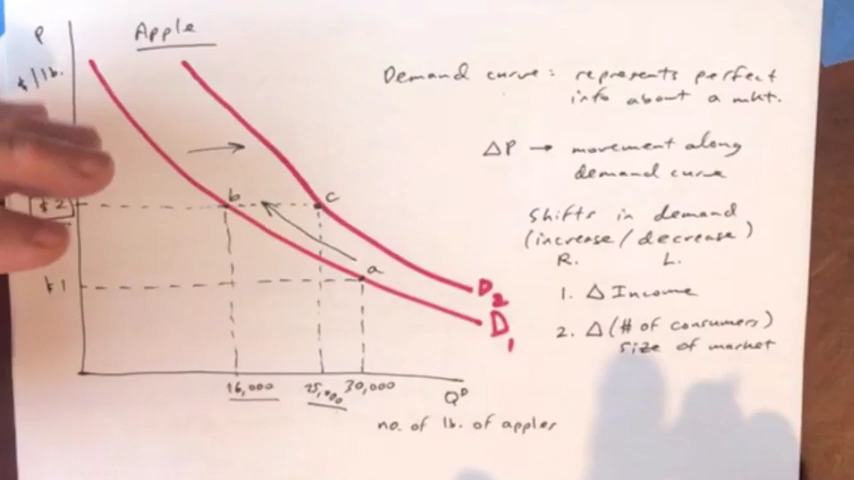 P
Apple
$/lb.
Demand curve: represents perfect
info about a mkt.
ΔP → movement along
demand curve
b
c
$2
Shifts in demand
(increase/decrease)
R. L.
a
$1
D2
1. Δ Income
D1
2. Δ(# of consumers)
size of market
16,000 25,000 30,000
QD
no. of lb. of apples